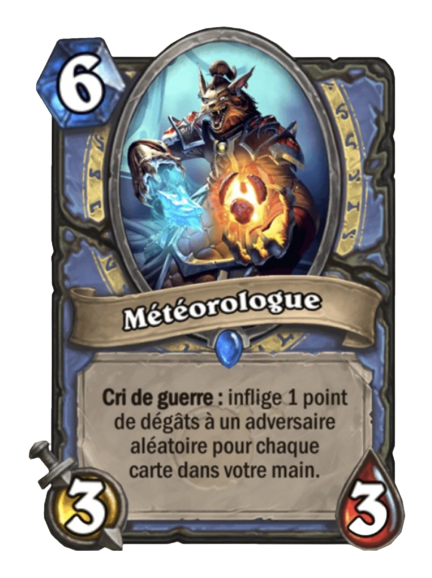 6
Météorologue
Cri de guerre : inflige 1 point
de dégâts à un adversaire
aléatoire pour chaque
carte dans votre main.
3
3